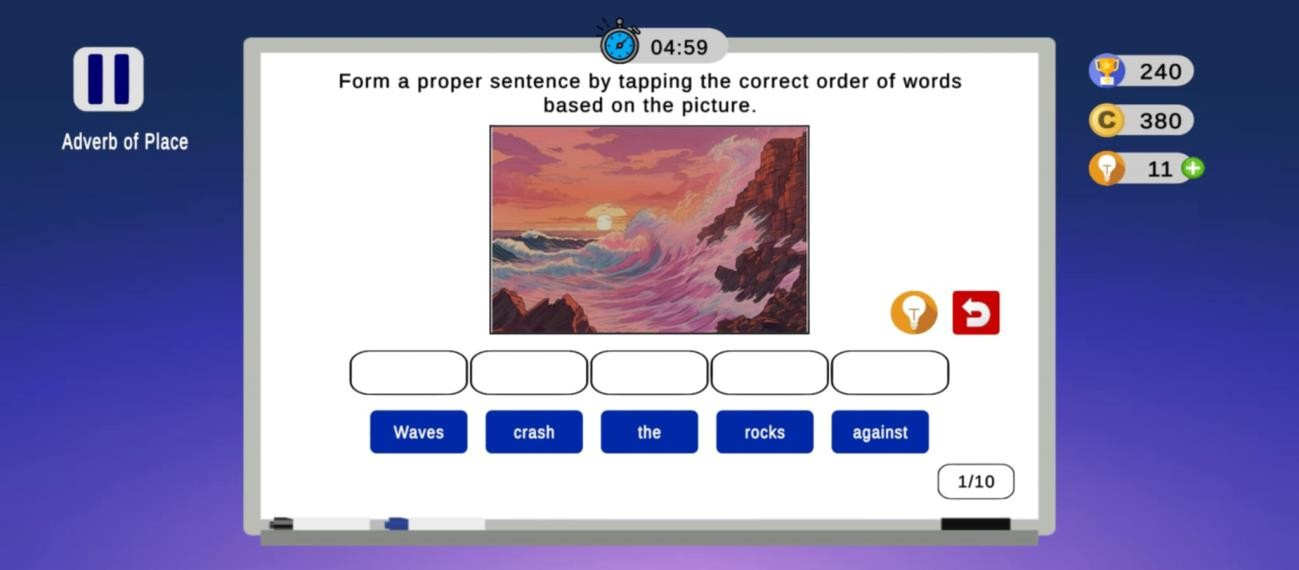 04:59
Form a proper sentence by tapping the correct order of words
based on the picture.
Adverb of Place
240
C 380
11
Waves crash the rocks against
1/10